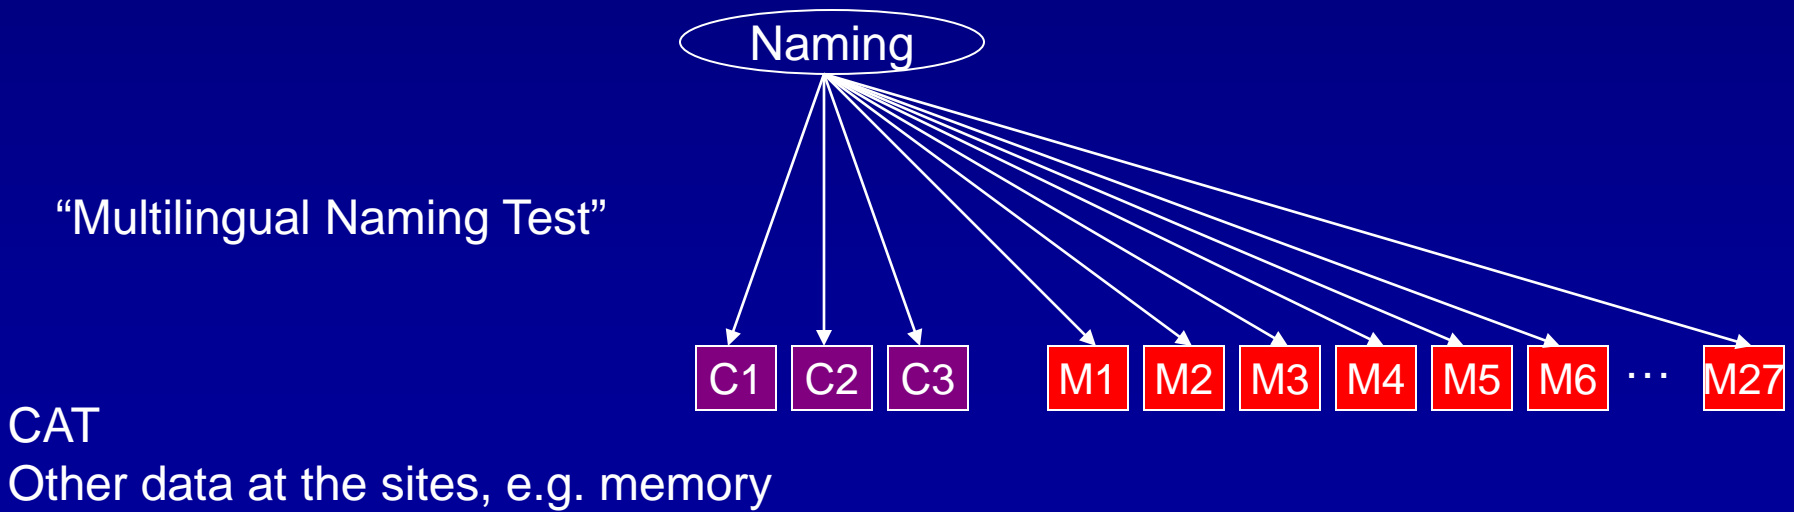 Naming
“Multilingual Naming Test”
C1 C2 C3 M1 M2 M3 M4 M5 M6 … M27
CAT
Other data at the sites, e.g. memory